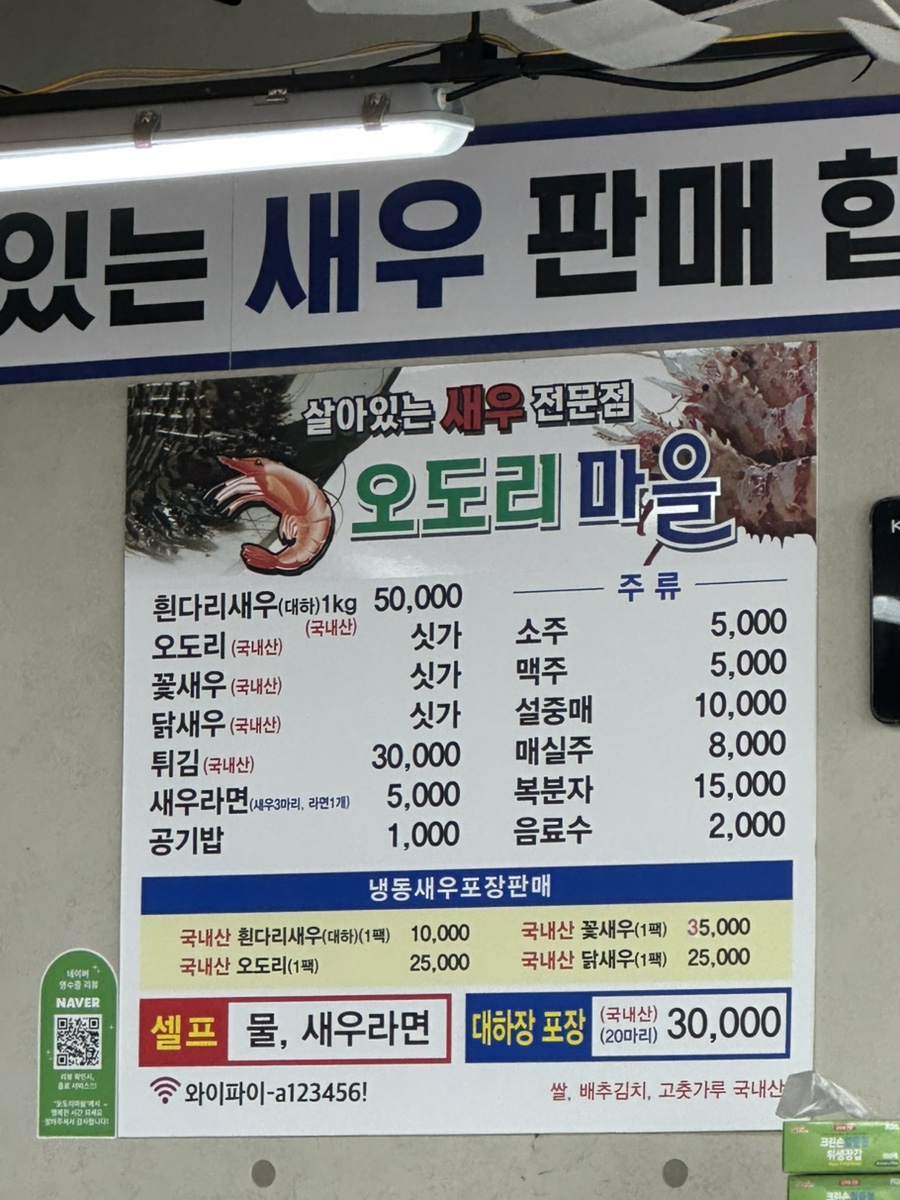 있는 새우 판매 합
살아있는 새우 전문점
오도리 마을
흰다리새우(대하)1kg 50,000
(국내산)
오도리 (국내산) 싯가
꽃새우 (국내산) 싯가
닭새우 (국내산) 싯가
튀김 (국내산) 30,000
새우라면(새우3마리, 라면1개) 5,000
공기밥 1,000
주류
소주 5,000
맥주 5,000
설중매 10,000
매실주 8,000
복분자 15,000
음료수 2,000
냉동새우포장판매
국내산 흰다리새우(대하)(1팩) 10,000
국내산 꽃새우(1팩) 35,000
국내산 오도리(1팩) 25,000
국내산 닭새우(1팩) 25,000
셀프 물, 새우라면
대하장 포장 (국내산) (20마리) 30,000
와이파이-a123456!
쌀, 배추김치, 고춧가루 국내산
네이버
영수증 리뷰
NAVER
크린손
위생장갑